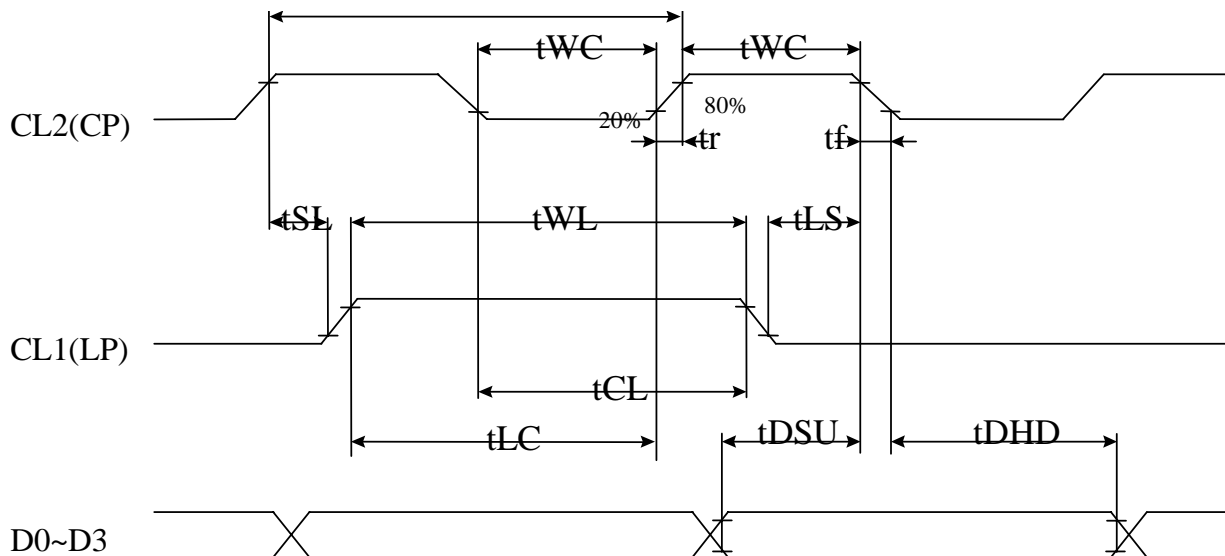 tWC tWC
CL2(CP) 20% 80%
tr tf
tSL tWL tLS
CL1(LP)
tCL
tLC tDSU tDHD
D0~D3